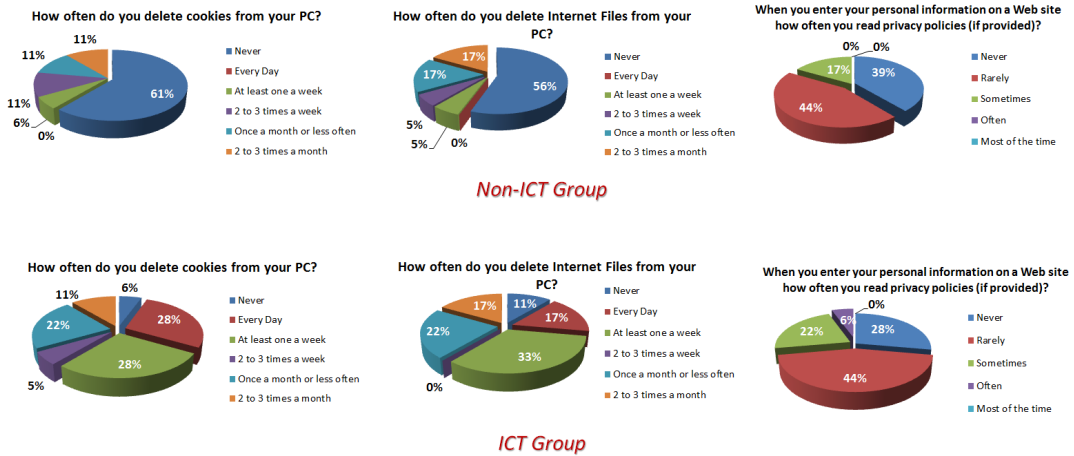 How often do you delete cookies from your PC?
11%
11%
11%
6%
0%
61%
Never
Every Day
At least one a week
2 to 3 times a week
Once a month or less often
2 to 3 times a month
How often do you delete Internet Files from your
PC?
17%
17%
5%
5%
0%
56%
Never
Every Day
At least one a week
2 to 3 times a week
Once a month or less often
2 to 3 times a month
When you enter your personal information on a Web site
how often you read privacy policies (if provided)?
0%
0%
17%
39%
44%
Never
Rarely
Sometimes
Often
Most of the time
Non-ICT Group
How often do you delete cookies from your PC?
11%
6%
28%
22%
28%
5%
Never
Every Day
At least one a week
2 to 3 times a week
Once a month or less often
2 to 3 times a month
How often do you delete Internet Files from your
PC?
17%
11%
17%
22%
33%
0%
Never
Every Day
At least one a week
2 to 3 times a week
Once a month or less often
2 to 3 times a month
When you enter your personal information on a Web site
how often you read privacy policies (if provided)?
0%
6%
28%
22%
44%
Never
Rarely
Sometimes
Often
Most of the time
ICT Group